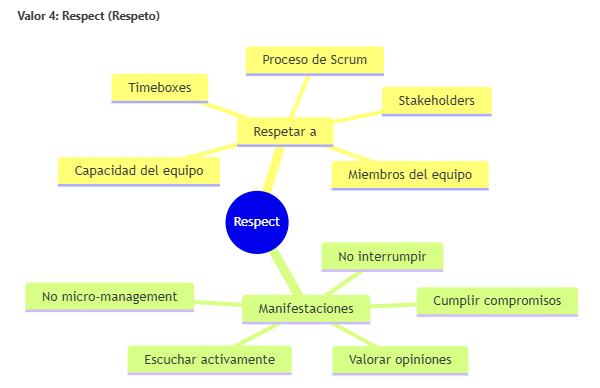 Valor 4: Respect (Respeto)
Proceso de Scrum
Timeboxes
Stakeholders
Respetar a
Capacidad del equipo
Miembros del equipo
Respect
No interrumpir
No micro-management
Manifestaciones
Cumplir compromisos
Escuchar activamente
Valorar opiniones